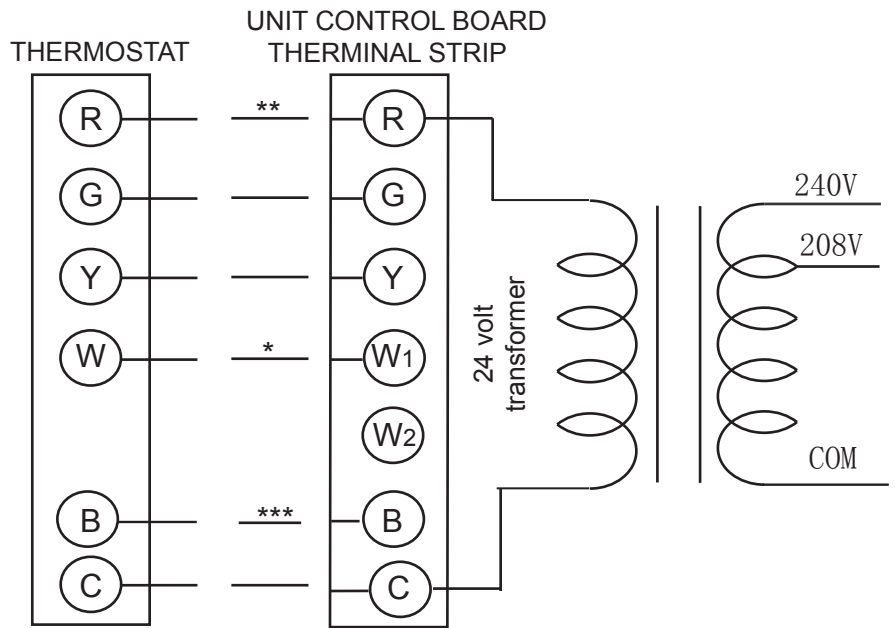 UNIT CONTROL BOARD
THERMOSTAT THERMINAL STRIP
R ** R
G G
Y Y
W * W1
W2
B *** B
C C
24 volt
transformer
240V
208V
COM